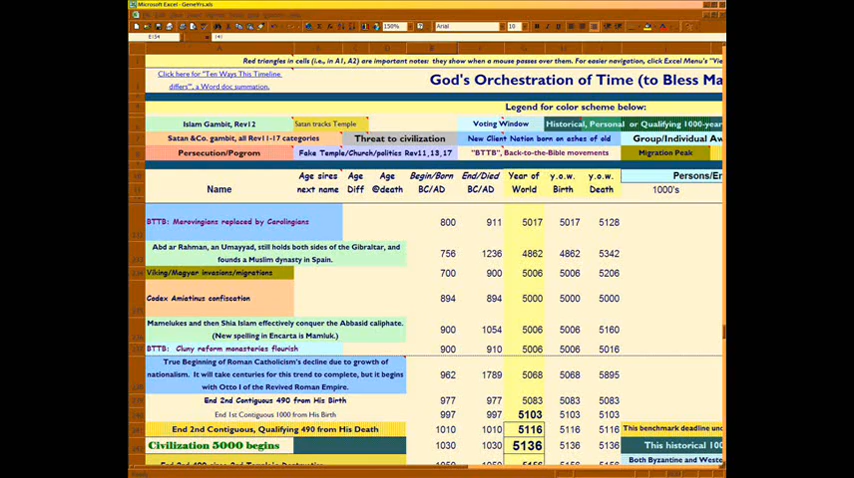 Microsoft Excel - GeneYrs.xls
150%
Arial
10
Red triangles in cells (i.e., in A1, A2) are important notes: they show when a mouse passes over them. For easier navigation, click Excel Menu's "Vie
Click here for "Ten Ways This Timeline
differs", a Word doc summation.
God's Orchestration of Time (to Bless Ma
Legend for color scheme below:
Islam Gambit, Rev12
Satan tracks Temple
Voting Window
Historical, Personal or Qualifying 1000-year
Satan &Co. gambit, all Rev11-17 categories
Threat to civilization
New Client Nation born on ashes of old
Group/Individual Aw
Persecution/Pogrom
Fake Temple/Church/politics Rev11,13,17
"BTTB", Back-to-the-Bible movements
Migration Peak
Age sires Age Age Begin/Born End/Died Year of y.o.w. y.o.w. Persons/Er
Name next name Diff @death BC/AD BC/AD World Birth Death 1000's
BTTB: Merovingians replaced by Carolingians 800 911 5017 5017 5128
Abd ar Rahman, an Umayyad, still holds both sides of the Gibraltar, and
founds a Muslim dynasty in Spain. 756 1236 4862 4862 5342
Viking/Magyar invasions/migrations 700 900 5006 5006 5206
Codex Amiatinus confiscation 894 894 5000 5000 5000
Mamelukes and then Shia Islam effectively conquer the Abbasid caliphate.
(New spelling in Encarta is Mamluk.) 900 1054 5006 5006 5160
BTTB: Cluny reform monasteries flourish 900 910 5006 5006 5016
True Beginning of Roman Catholicism's decline due to growth of
nationalism. It will take centuries for this trend to complete, but it begins
with Otto I of the Revived Roman Empire. 962 1789 5068 5068 5895
End 2nd Contiguous 490 from His Birth 977 977 5083 5083 5083
End 1st Contiguous 1000 from His Birth 997 997 5103 5103 5103
End 2nd Contiguous, Qualifying 490 from His Death 1010 1010 5116 5116 5116 This benchmark deadline un
Civilization 5000 begins 1030 1030 5136 5136 5136 This historical 100
Both Byzantine and Weste